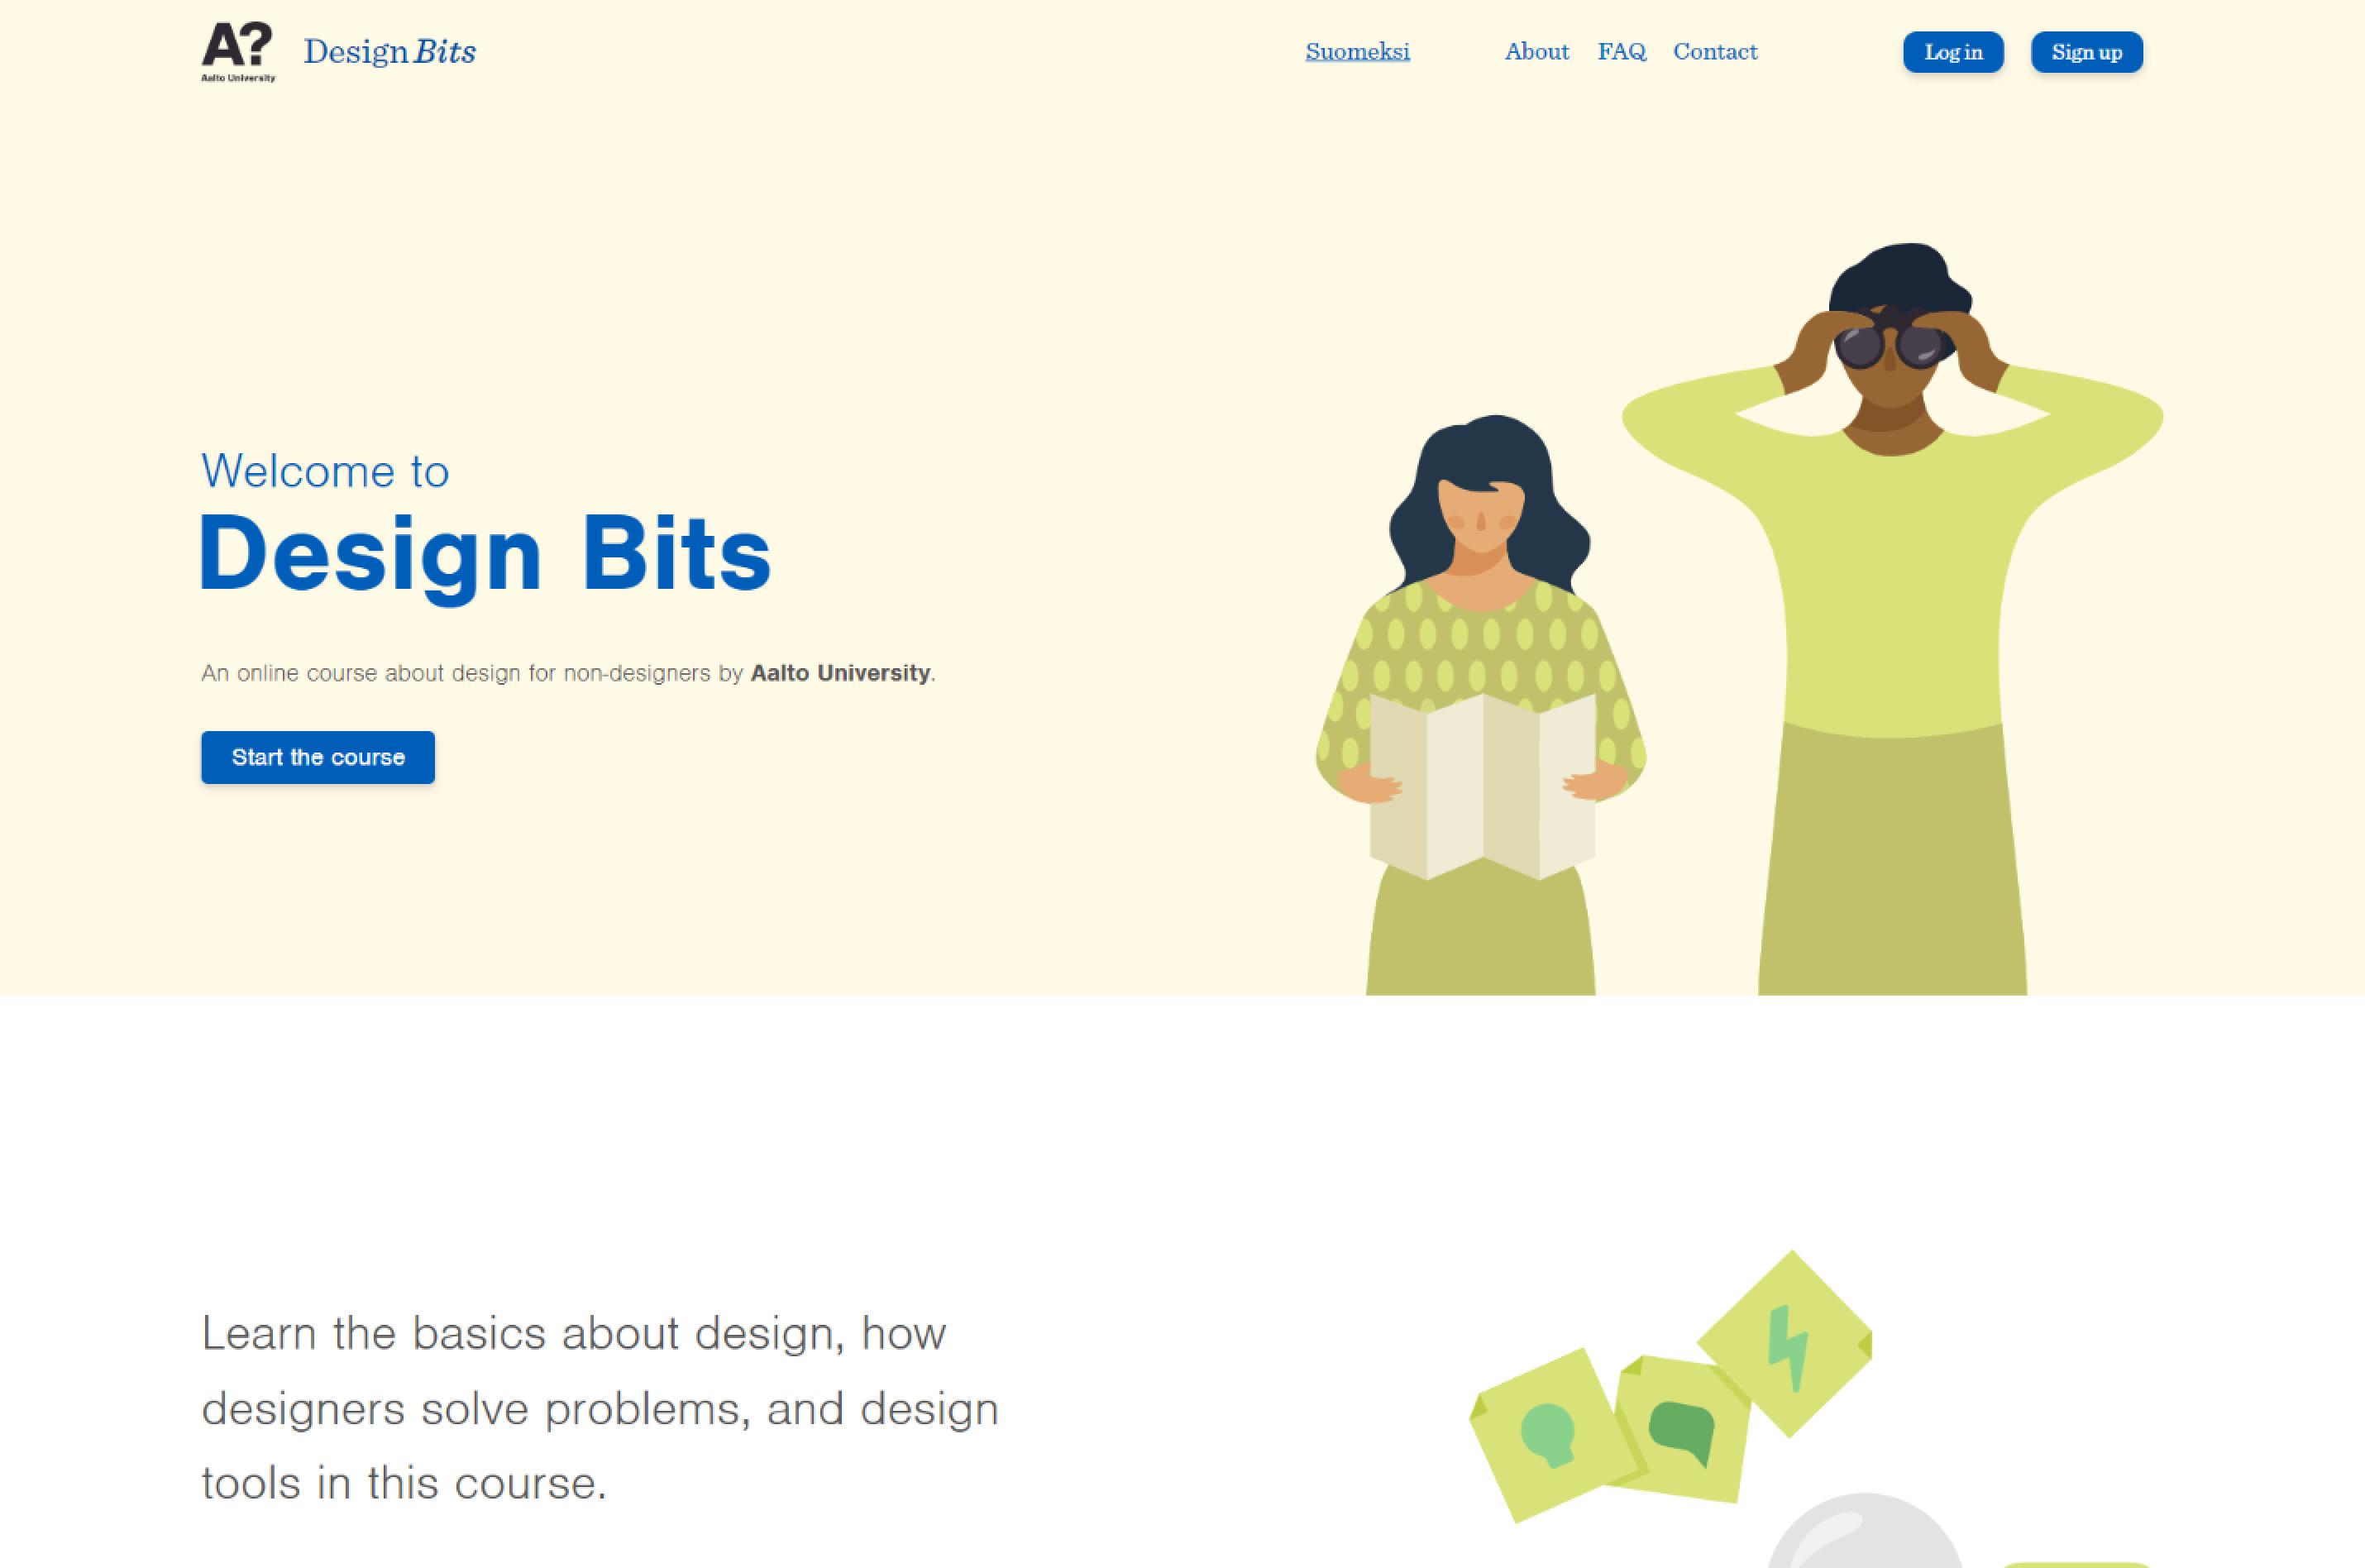 A?
Aalto University
Design Bits
Suomeksi
About
FAQ
Contact
Log in
Sign up
Welcome to
Design Bits
An online course about design for non-designers by Aalto University.
Start the course
Learn the basics about design, how
designers solve problems, and design
tools in this course.